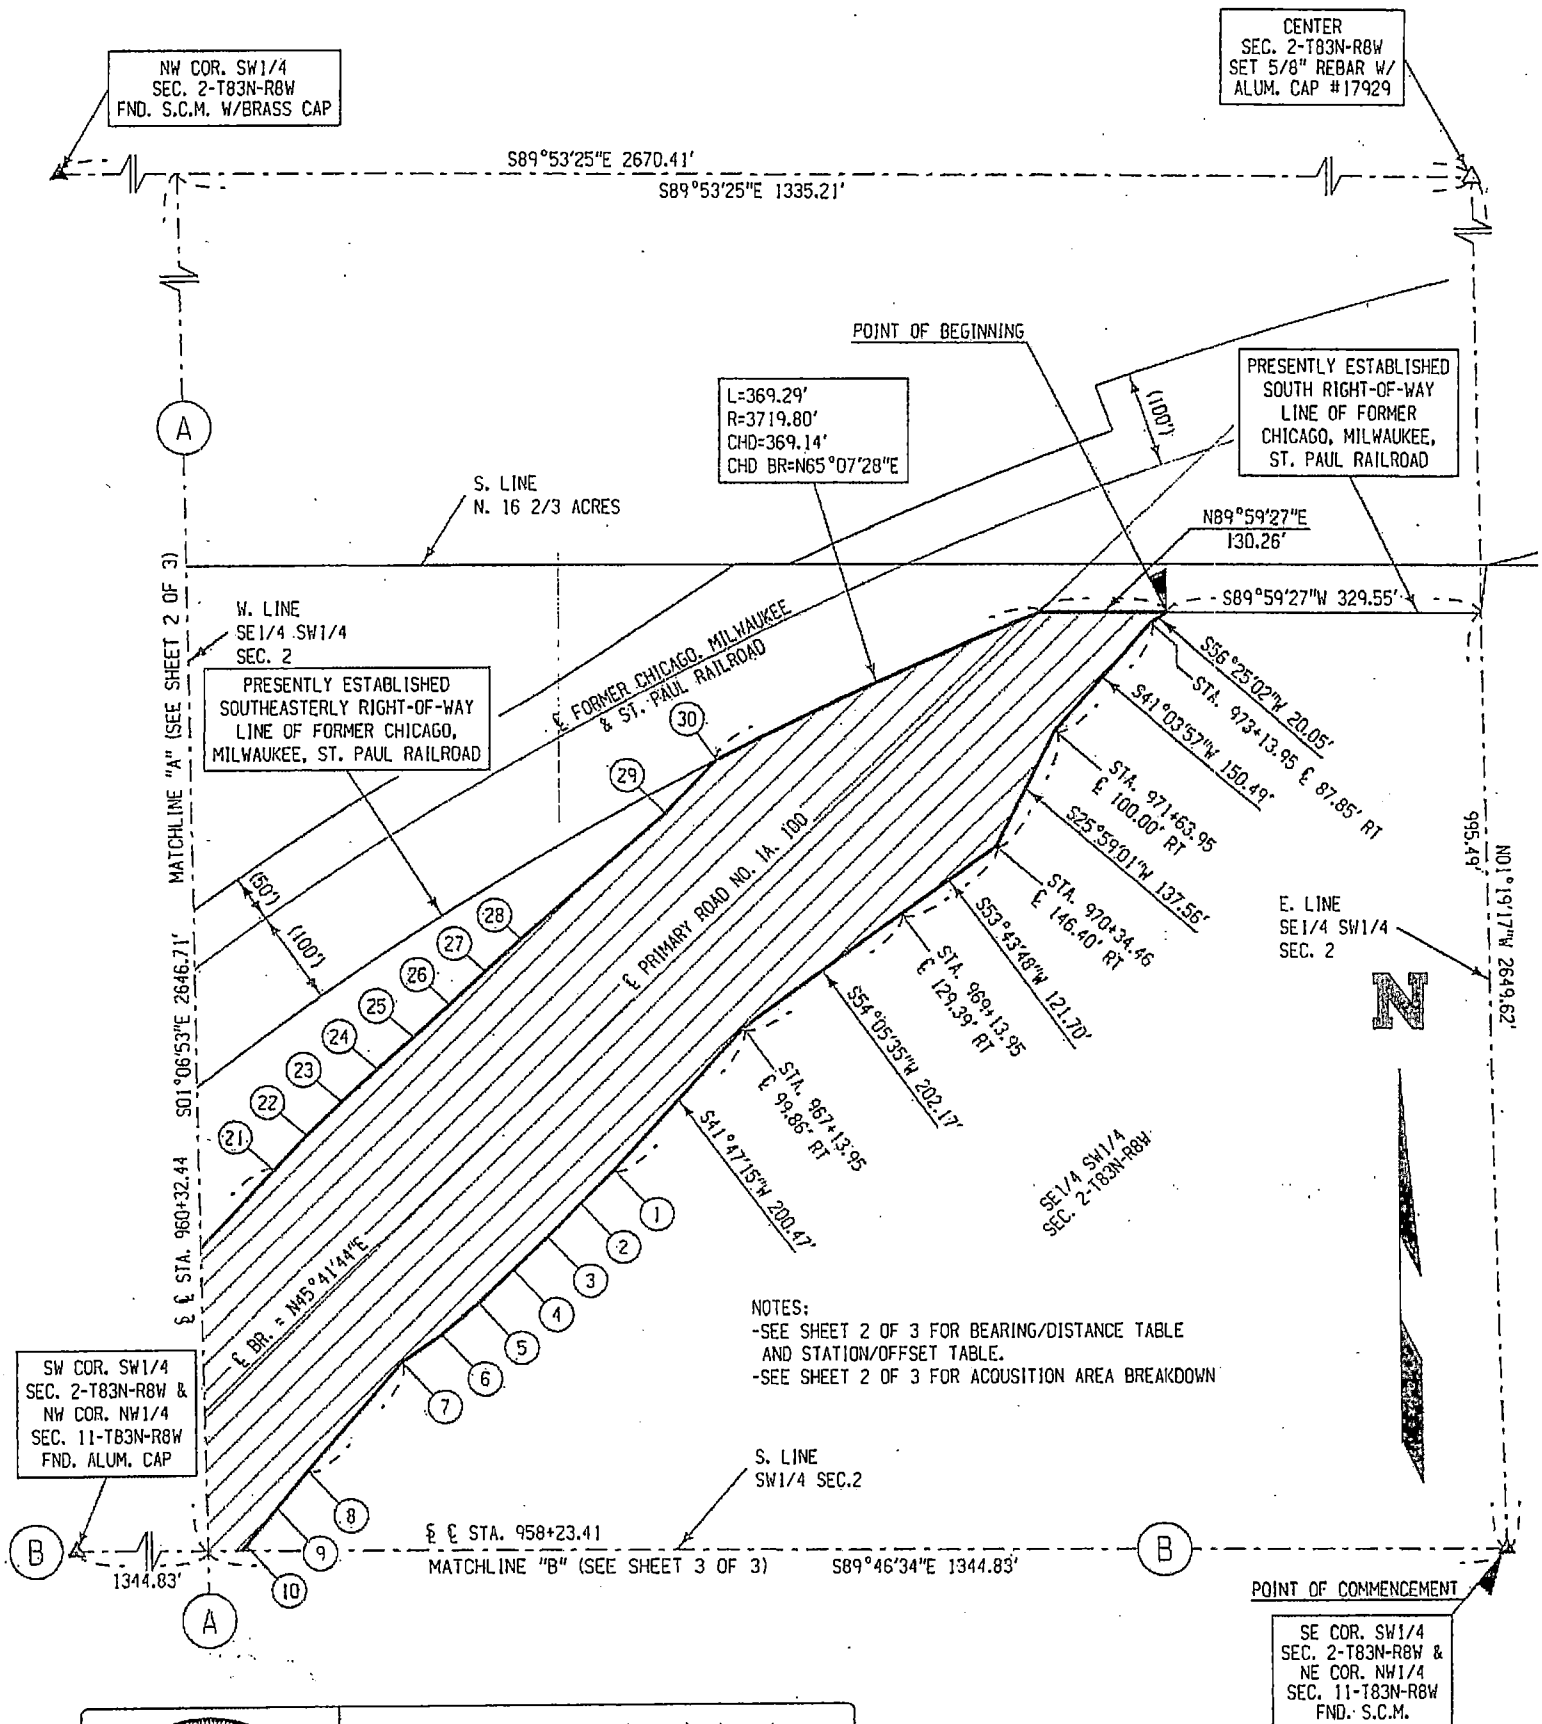 NW COR. SW1/4
SEC. 2-T83N-R8W
FND. S.C.M. W/BRASS CAP
CENTER
SEC. 2-T83N-R8W
SET 5/8" REBAR W/
ALUM. CAP #17929
S89°53'25"E 2670.41'
S89°53'25"E 1335.21'
POINT OF BEGINNING
PRESENTLY ESTABLISHED
SOUTH RIGHT-OF-WAY
LINE OF FORMER
CHICAGO, MILWAUKEE,
ST. PAUL RAILROAD
(100')
L=369.29'
R=3719.80'
CHD=369.14'
CHD BR=N65°07'28"E
A
S. LINE
N. 16 2/3 ACRES
N89°59'27"E
130.26'
S89°59'27"W 329.55'
W. LINE
SE1/4 SW1/4
SEC. 2
MATCHLINE "A" (SEE SHEET 2 OF 3)
PRESENTLY ESTABLISHED
SOUTHEASTERLY RIGHT-OF-WAY
LINE OF FORMER CHICAGO,
MILWAUKEE, ST. PAUL RAILROAD
℄ FORMER CHICAGO, MILWAUKEE
& ST. PAUL RAILROAD
30
29
S56°25'02"W 20.05'
STA. 973+13.95 ℄ 87.85' RT
S41°03'57"W 150.49'
STA. 971+63.95
℄ 100.00' RT
S25°59'01"W 137.56'
STA. 970+34.46
℄ 146.40' RT
S53°43'48"W 121.70'
STA. 969+13.95
℄ 129.39' RT
S54°05'35"W 202.17'
STA. 967+13.95
℄ 99.86' RT
S41°47'15"W 200.47'
995.49'
N01°19'17"W 2649.62'
E. LINE
SE1/4 SW1/4
SEC. 2
N
(50')
(100')
℄ PRIMARY ROAD NO. 1A. 100
28
27
26
25
24
23
22
21
S01°06'53"E 2646.71'
℄ STA. 960+32.44
℄ BR. = N45°41'44"E
SE1/4 SW1/4
SEC. 2-T83N-R8W
1
2
3
4
5
6
7
8
9
10
NOTES:
-SEE SHEET 2 OF 3 FOR BEARING/DISTANCE TABLE
AND STATION/OFFSET TABLE.
-SEE SHEET 2 OF 3 FOR ACQUSITION AREA BREAKDOWN
SW COR. SW1/4
SEC. 2-T83N-R8W &
NW COR. NW1/4
SEC. 11-T83N-R8W
FND. ALUM. CAP
S. LINE
SW1/4 SEC.2
B
1344.83'
℄ STA. 958+23.41
MATCHLINE "B" (SEE SHEET 3 OF 3)
S89°46'34"E 1344.83'
B
A
POINT OF COMMENCEMENT
SE COR. SW1/4
SEC. 2-T83N-R8W &
NE COR. NW1/4
SEC. 11-T83N-R8W
FND. S.C.M.